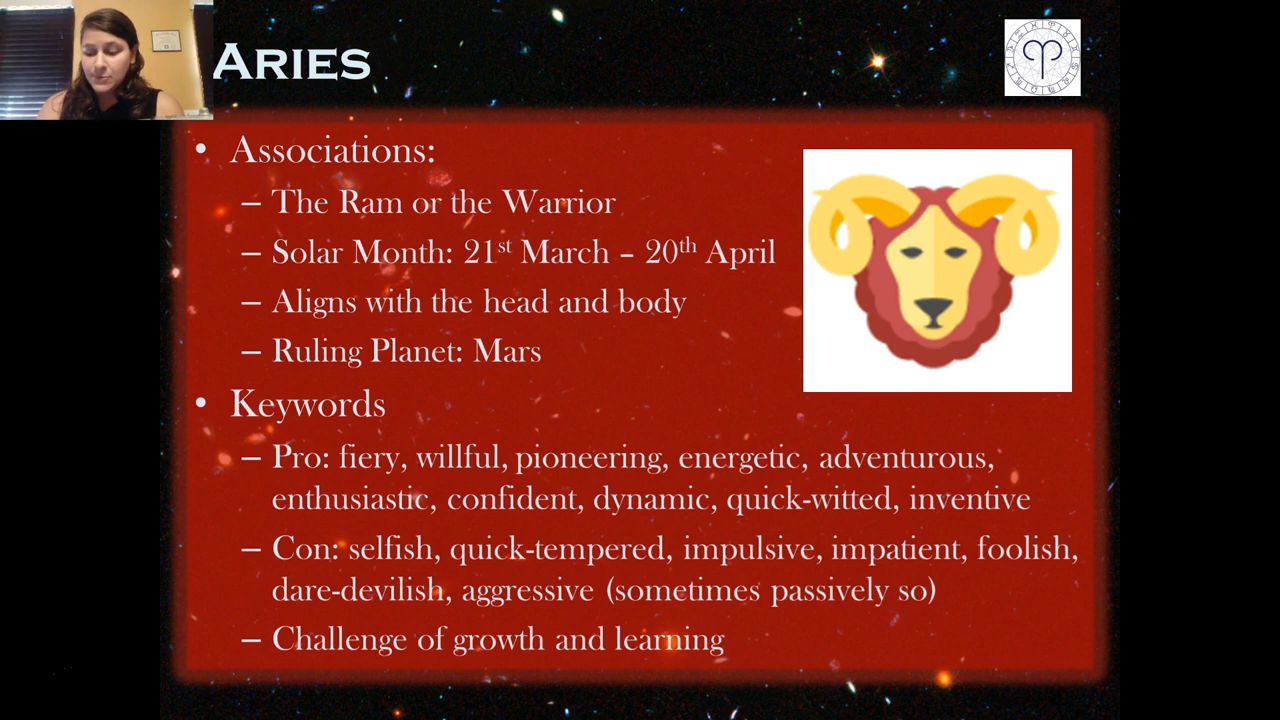 ARIES
• Associations:
– The Ram or the Warrior
– Solar Month: 21st March – 20th April
– Aligns with the head and body
– Ruling Planet: Mars
• Keywords
– Pro: fiery, willful, pioneering, energetic, adventurous,
enthusiastic, confident, dynamic, quick-witted, inventive
– Con: selfish, quick-tempered, impulsive, impatient, foolish,
dare-devilish, aggressive (sometimes passively so)
– Challenge of growth and learning